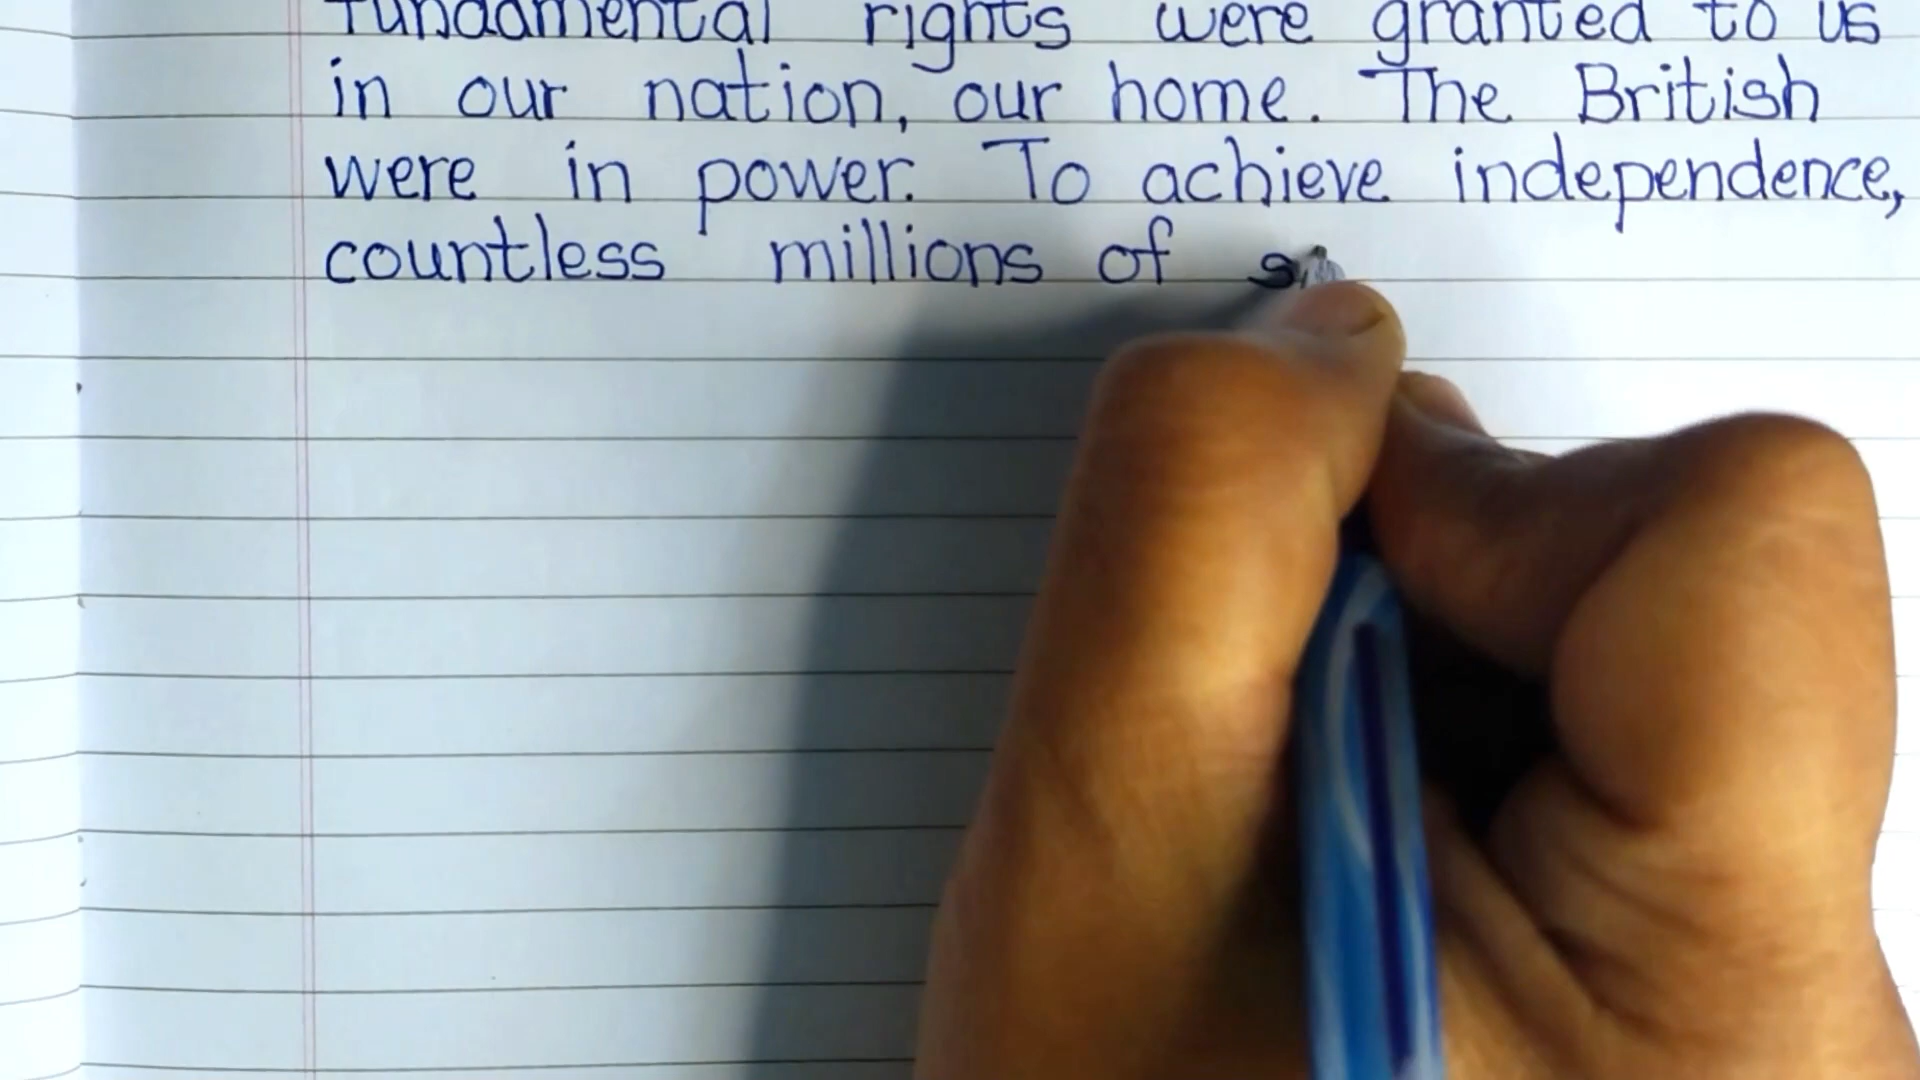 fundamental rights were granted to us
in our nation, our home. The British
were in power. To achieve independence,
countless millions of